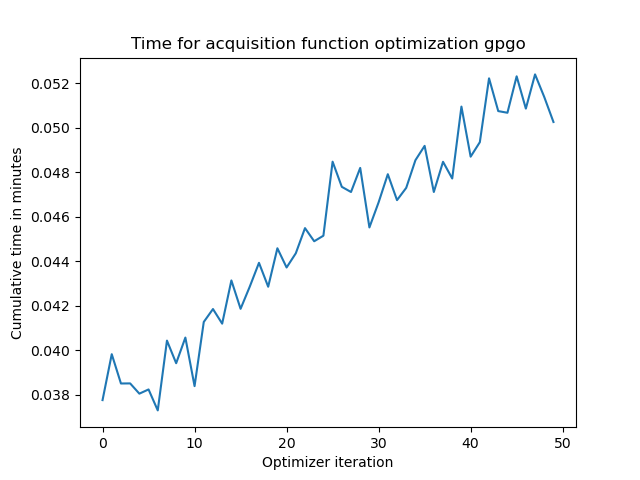 Time for acquisition function optimization gpgo
0.052
0.050
0.048
0.046
0.044
0.042
0.040
0.038
Cumulative time in minutes
0 10 20 30 40 50
Optimizer iteration